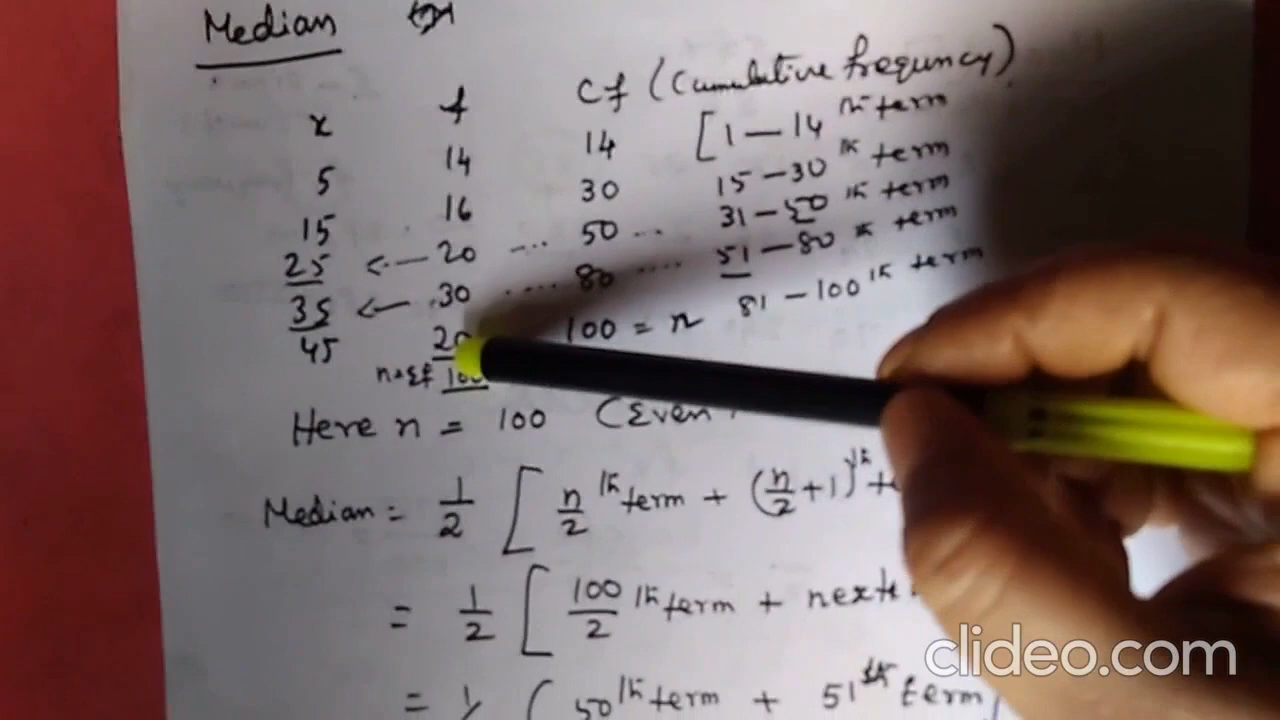 Median
x f Cf (Cumulative frequncy)
5 14 14 [1 — 14 th term
15 16 30 15 — 30 th term
25 <-— 20 ... 50 ... 31 — 50 th term
35 <-— 30 .... 80 .... 51 — 80 th term
45 20 100 = n 81 — 100 th term
n=Σf 100
Here n = 100 (Even
Median = 1/2 [ n/2 th term + (n/2 + 1)th te
= 1/2 [ 100/2 th term + next
= 1/ ( 50 th term + 51 th term)
clideo.com